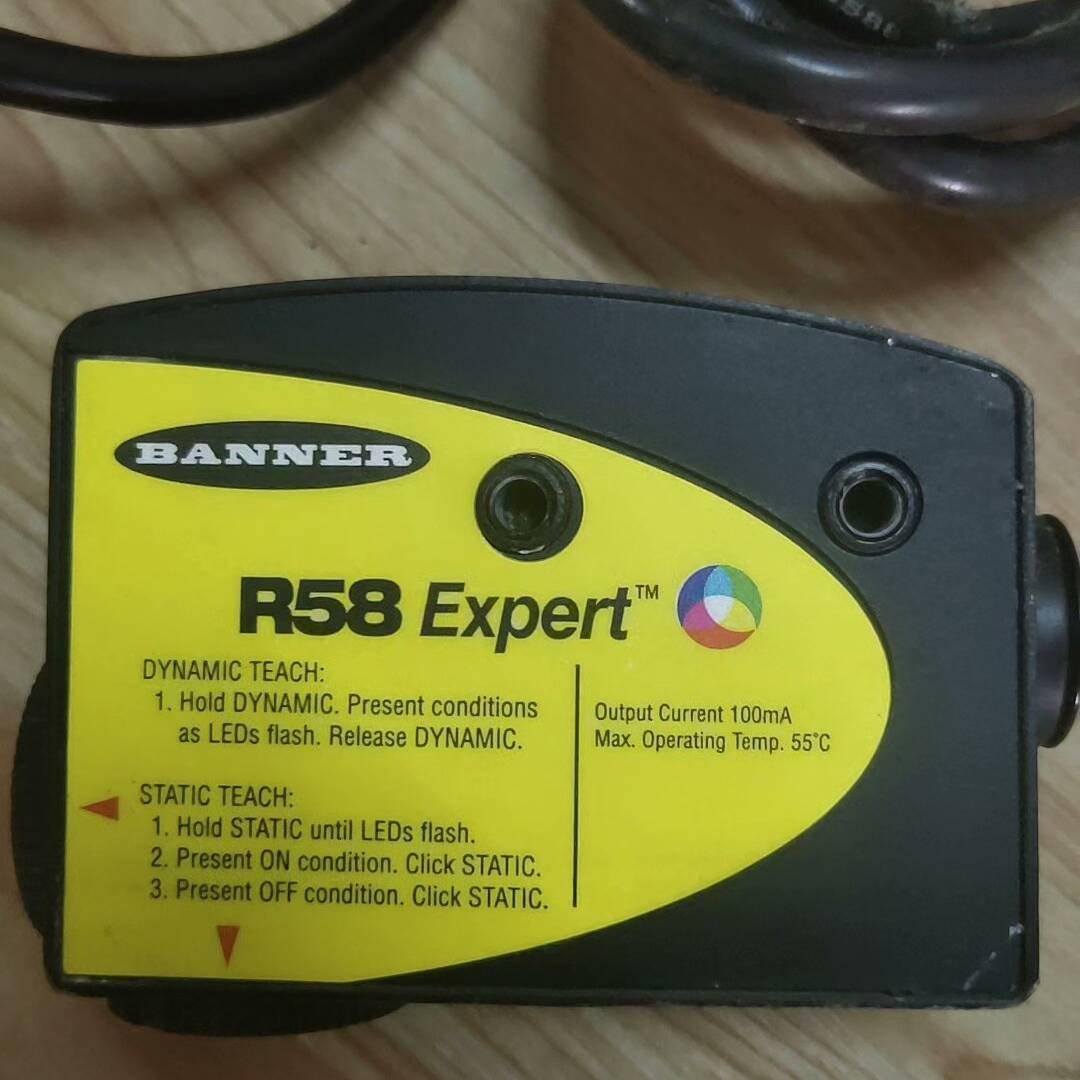 BANNER
R58 Expert™
DYNAMIC TEACH:
1. Hold DYNAMIC. Present conditions
as LEDs flash. Release DYNAMIC.
Output Current 100mA
Max. Operating Temp. 55°C
STATIC TEACH:
1. Hold STATIC until LEDs flash.
2. Present ON condition. Click STATIC.
3. Present OFF condition. Click STATIC.